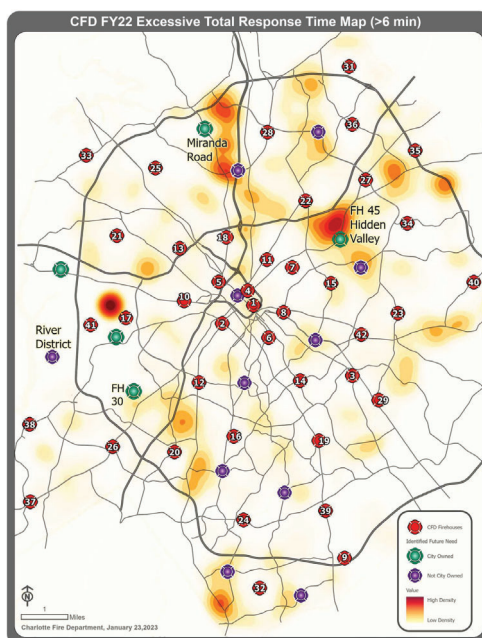 CFD FY22 Excessive Total Response Time Map (>6 min)
31
36
28
Miranda
Road
35
33
25
27
22
FH 45
Hidden
Valley
34
21
18
13
11
7
5
15
40
4
10
1
8
23
17
41
2
6
42
River
District
3
12
14
FH
30
29
38
16
19
26
20
37
24
39
9
32
CFD Firehouses
Identified Future Need
City Owned
Not City Owned
Value
High Density
Low Density
N
1
Miles
Charlotte Fire Department, January 23,2023